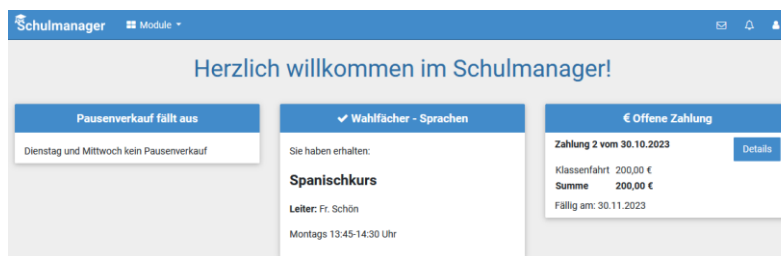 Schulmanager
Module
Herzlich willkommen im Schulmanager!
Pausenverkauf fällt aus
Dienstag und Mittwoch kein Pausenverkauf
Wahlfächer - Sprachen
Sie haben erhalten:
Spanischkurs
Leiter: Fr. Schön
Montags 13:45-14:30 Uhr
€ Offene Zahlung
Zahlung 2 vom 30.10.2023
Details
Klassenfahrt 200,00 €
Summe 200,00 €
Fällig am: 30.11.2023